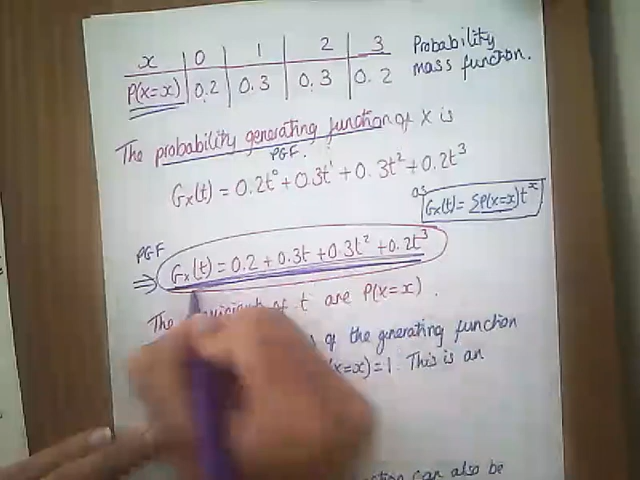 x 0 1 2 3 Probability
P(X=x) 0.2 0.3 0.3 0.2 mass function.
The probability generating function of X is
PGF.
Gx(t) = 0.2t⁰ + 0.3t¹ + 0.3t² + 0.2t³
as Gx(t) = ΣP(X=x)tˣ
PGF
⇒ Gx(t) = 0.2 + 0.3t + 0.3t² + 0.2t³
The of t are P(X=x).
of the generating function
(X=x)=1. This is an
can also be